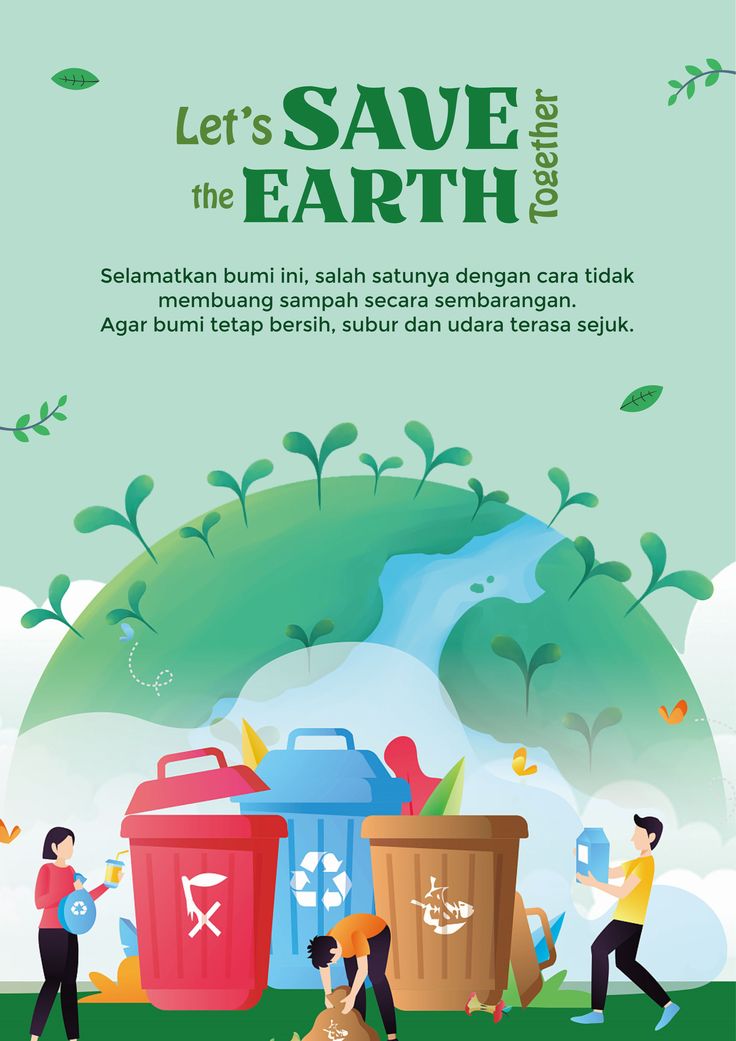 Let's SAVE
the EARTH
Together
Selamatkan bumi ini, salah satunya dengan cara tidak
membuang sampah secara sembarangan.
Agar bumi tetap bersih, subur dan udara terasa sejuk.